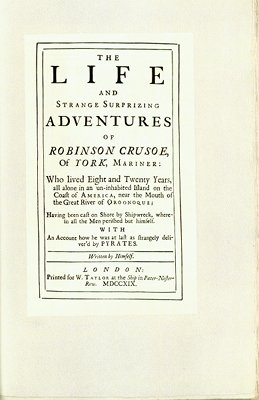 THE
LIFE
AND
STRANGE SURPRIZING
ADVENTURES
OF
ROBINSON CRUSOE,
Of YORK, MARINER:
Who lived Eight and Twenty Years,
all alone in an un-inhabited Island on the
Coast of AMERICA, near the Mouth of
the Great River of OROONOQUE;
Having been cast on Shore by Shipwreck, where-
in all the Men perished but himself.
WITH
An Account how he was at last as strangely deli-
ver'd by PYRATES.
Written by Himself.
LONDON:
Printed for W. TAYLOR at the Ship in Pater-Noster-
Row. MDCCXIX.